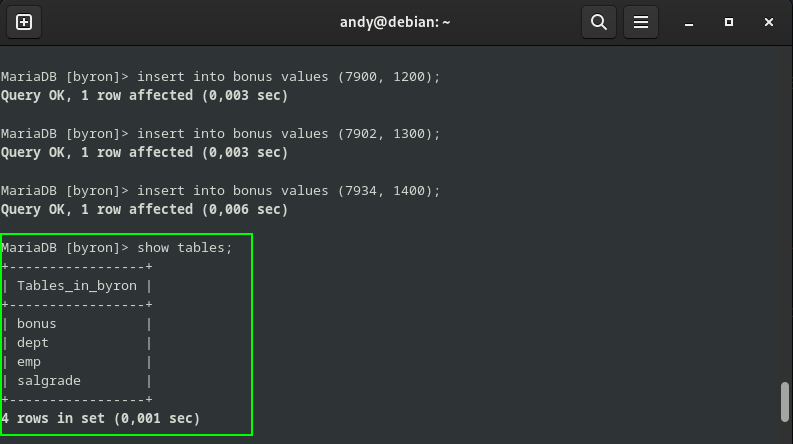 andy@debian: ~
MariaDB [byron]> insert into bonus values (7900, 1200);
Query OK, 1 row affected (0,003 sec)
MariaDB [byron]> insert into bonus values (7902, 1300);
Query OK, 1 row affected (0,003 sec)
MariaDB [byron]> insert into bonus values (7934, 1400);
Query OK, 1 row affected (0,006 sec)
MariaDB [byron]> show tables;
+-----------------+
| Tables_in_byron |
+-----------------+
| bonus           |
| dept            |
| emp             |
| salgrade        |
+-----------------+
4 rows in set (0,001 sec)